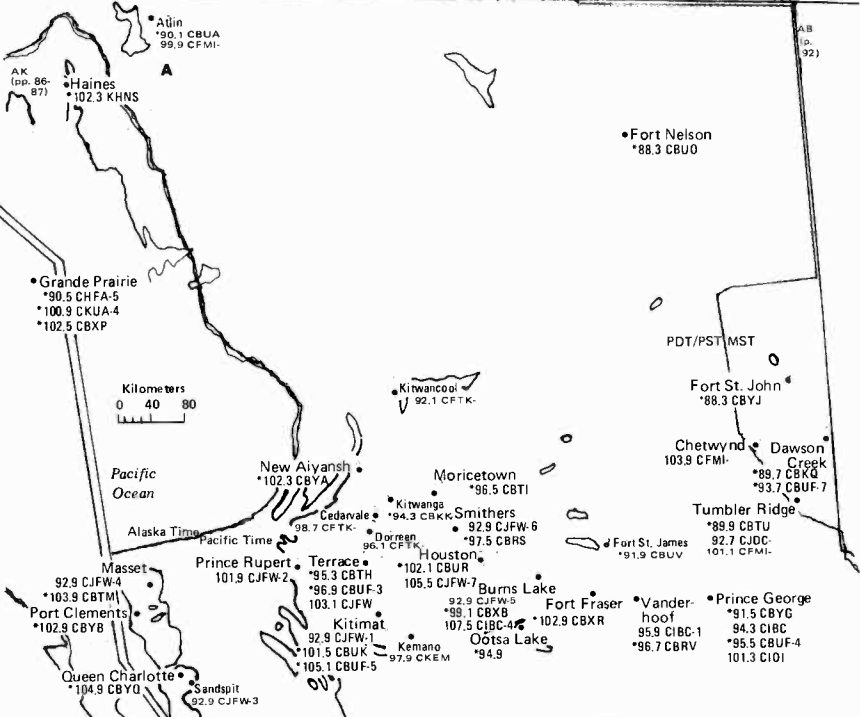 Atlin
*90.1 CBUA
99.9 CFMI-
A
AK
(pp. 86-
87)
Haines
*102.3 KHNS
AB
(p.
92)
Fort Nelson
*88.3 CBUO
Grande Prairie
*90.5 CHFA-5
*100.9 CKUA-4
*102.5 CBXP
Kilometers
0 40 80
PDT/PST MST
Kitwancool
92.1 CFTK-
Fort St. John
*88.3 CBYJ
Chetwynd
103.9 CFMI-
Dawson
Creek
*89.7 CBKQ
*93.7 CBUF-7
Pacific
Ocean
New Aiyansh
*102.3 CBYA
Moricetown
*96.5 CBTI
Kitwanga
*94.3 CBKK
Cedarvale
98.7 CFTK-
Smithers
92.9 CJFW-6
*97.5 CBRS
Tumbler Ridge
*89.9 CBTU
92.7 CJDC-
101.1 CFMI-
Alaska Time
Pacific Time
Dorreen
96.1 CFTK-
Fort St. James
*91.9 CBUV
Masset
92.9 CJFW-4
*103.9 CBTM
Prince Rupert
101.9 CJFW-2
Terrace
*95.3 CBTH
*96.9 CBUF-3
103.1 CJFW
Houston
*102.1 CBUR
105.5 CJFW-7
Burns Lake
92.9 CJFW-5
*99.1 CBXB
107.5 CIBC-4
Fort Fraser
*102.9 CBXR
Vander-
hoof
95.9 CIBC-1
*96.7 CBRV
Prince George
*91.5 CBYG
94.3 CIBC
*95.5 CBUF-4
101.3 CIOI
Port Clements
*102.9 CBYB
Kitimat
92.9 CJFW-1
*101.5 CBUK
*105.1 CBUF-5
Kemano
97.9 CKEM
Ootsa Lake
*94.9
Queen Charlotte
*104.9 CBYQ
Sandspit
92.9 CJFW-3